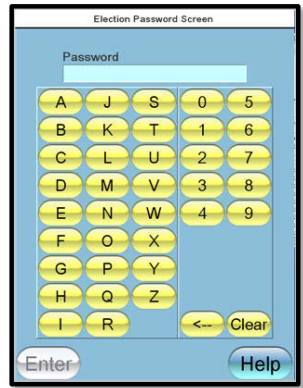 Election Password Screen
Password
A J S 0 5
B K T 1 6
C L U 2 7
D M V 3 8
E N W 4 9
F O X
G P Y
H Q Z
I R <-- Clear
Enter Help